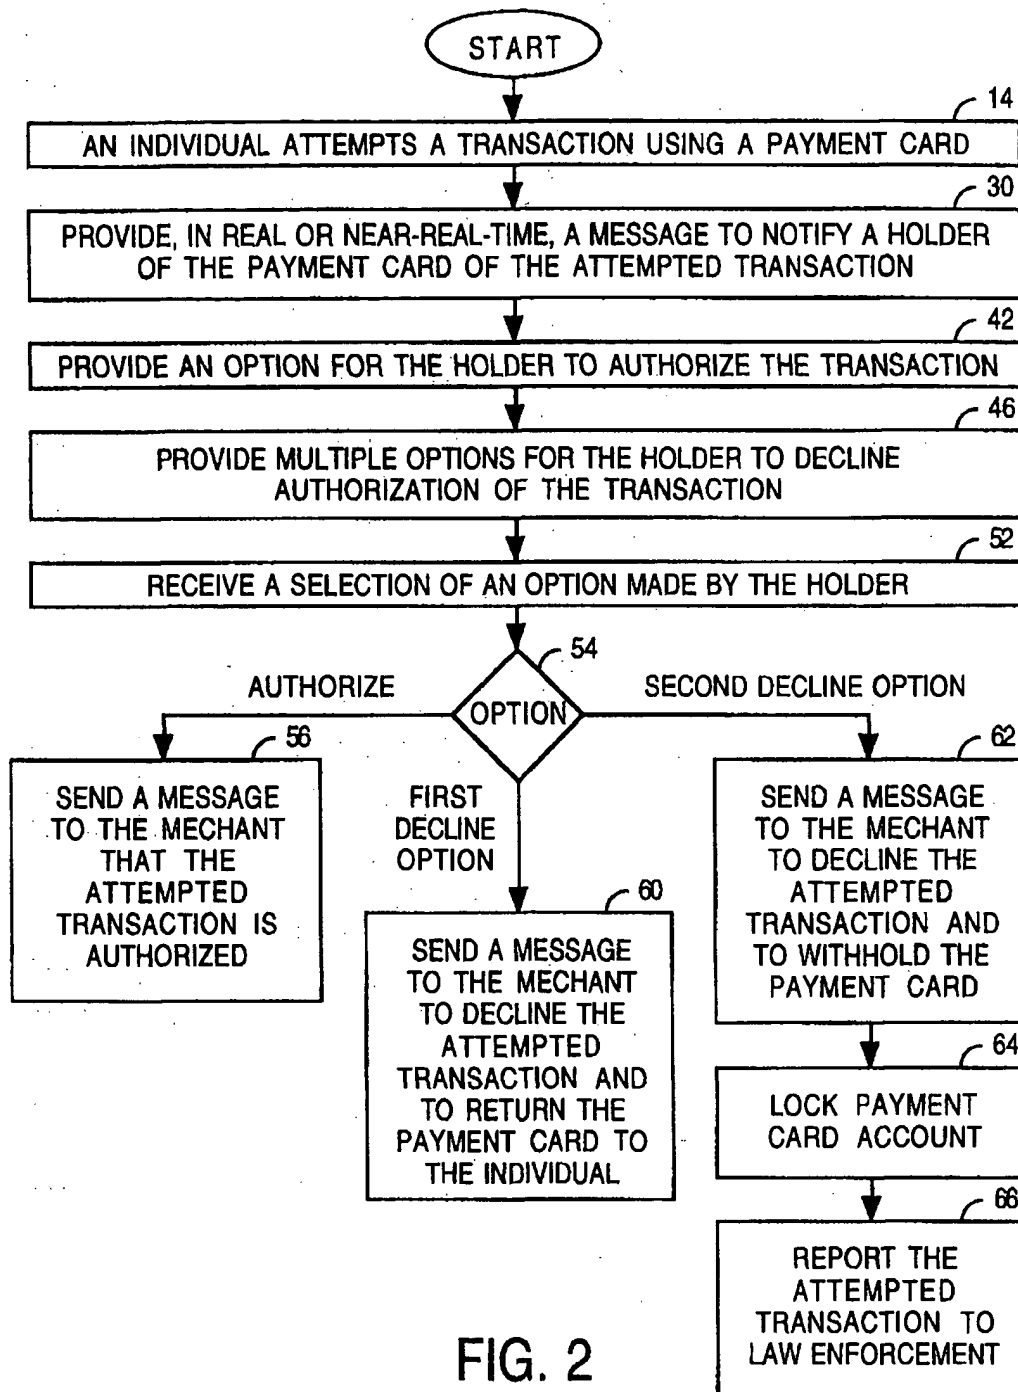 START
14
AN INDIVIDUAL ATTEMPTS A TRANSACTION USING A PAYMENT CARD
30
PROVIDE, IN REAL OR NEAR-REAL-TIME, A MESSAGE TO NOTIFY A HOLDER
OF THE PAYMENT CARD OF THE ATTEMPTED TRANSACTION
42
PROVIDE AN OPTION FOR THE HOLDER TO AUTHORIZE THE TRANSACTION
46
PROVIDE MULTIPLE OPTIONS FOR THE HOLDER TO DECLINE
AUTHORIZATION OF THE TRANSACTION
52
RECEIVE A SELECTION OF AN OPTION MADE BY THE HOLDER
54
OPTION
AUTHORIZE
56
SEND A MESSAGE
TO THE MECHANT
THAT THE
ATTEMPTED
TRANSACTION IS
AUTHORIZED
FIRST
DECLINE
OPTION
60
SEND A MESSAGE
TO THE MECHANT
TO DECLINE THE
ATTEMPTED
TRANSACTION AND
TO RETURN THE
PAYMENT CARD TO
THE INDIVIDUAL
SECOND DECLINE OPTION
62
SEND A MESSAGE
TO THE MECHANT
TO DECLINE THE
ATTEMPTED
TRANSACTION AND
TO WITHHOLD THE
PAYMENT CARD
64
LOCK PAYMENT
CARD ACCOUNT
66
REPORT THE
ATTEMPTED
TRANSACTION TO
LAW ENFORCEMENT
FIG. 2